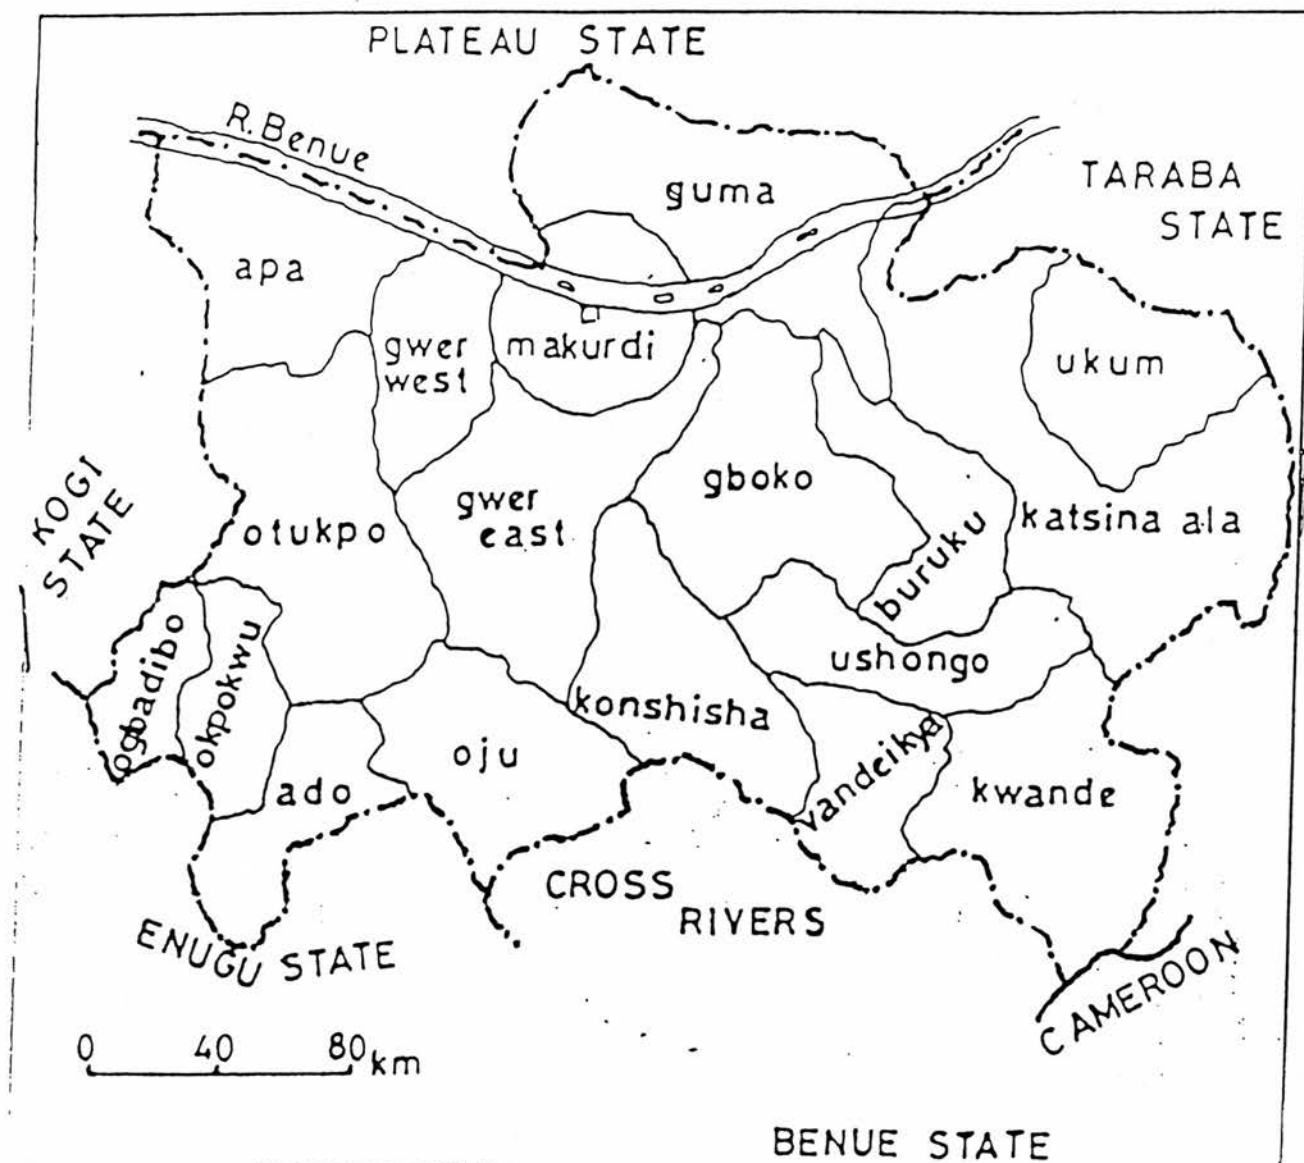 PLATEAU STATE
R. Benue
guma
TARABA
STATE
apa
gwer
west
makurdi
ukum
KOGI
STATE
otukpo
gwer
east
gboko
buruku
katsina ala
ogbadibo
okpokwu
ushongo
konshisha
oju
vandeikya
ado
kwande
CROSS
RIVERS
ENUGU STATE
CAMEROON
0 40 80 km
BENUE STATE